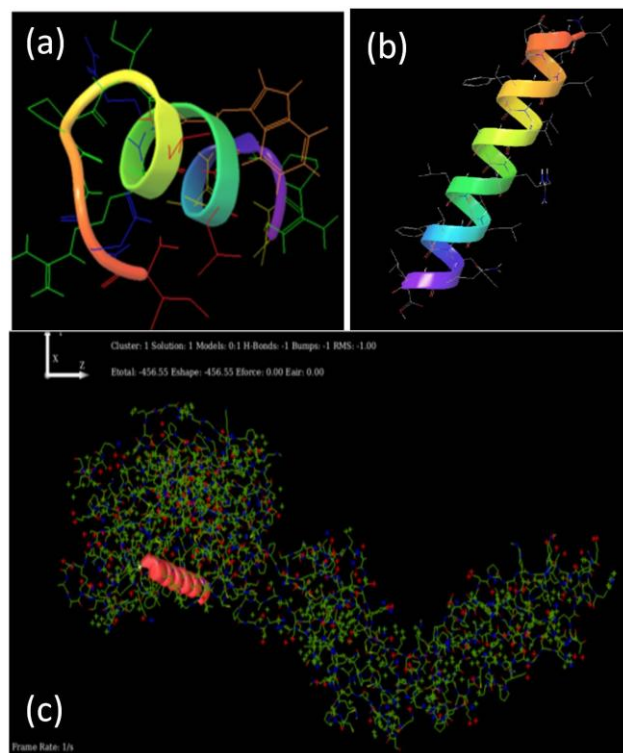 (a)
(b)
X
Z
Cluster: 1 Solution: 1 Models: 0:1 H-Bonds: -1 Bumps: -1 RMS: -1.00
Etotal: -456.55 Eshape: -456.55 Eforce: 0.00 Eair: 0.00
(c)
Frame Rate: 1/s